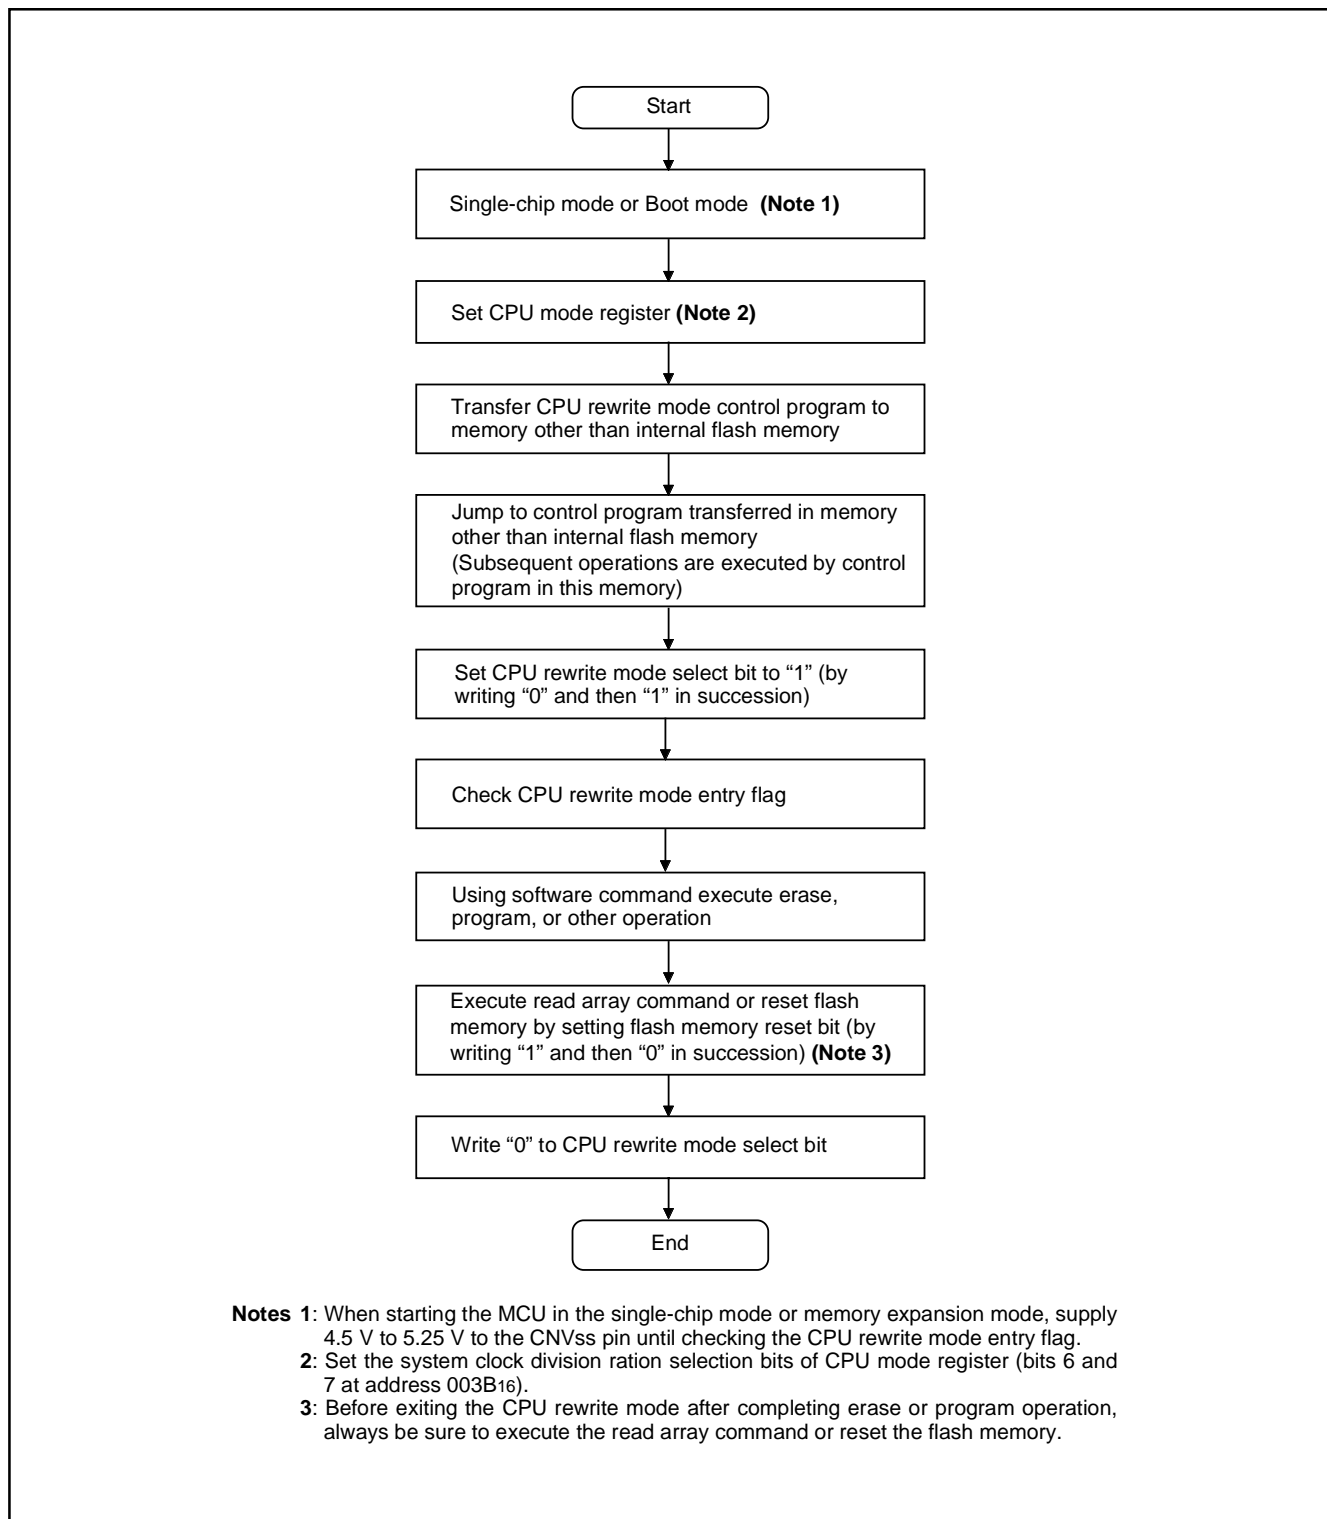 Start
Single-chip mode or Boot mode (Note 1)
Set CPU mode register (Note 2)
Transfer CPU rewrite mode control program to
memory other than internal flash memory
Jump to control program transferred in memory
other than internal flash memory
(Subsequent operations are executed by control
program in this memory)
Set CPU rewrite mode select bit to “1” (by
writing “0” and then “1” in succession)
Check CPU rewrite mode entry flag
Using software command execute erase,
program, or other operation
Execute read array command or reset flash
memory by setting flash memory reset bit (by
writing “1” and then “0” in succession) (Note 3)
Write “0” to CPU rewrite mode select bit
End
Notes 1: When starting the MCU in the single-chip mode or memory expansion mode, supply
4.5 V to 5.25 V to the CNVss pin until checking the CPU rewrite mode entry flag.
2: Set the system clock division ration selection bits of CPU mode register (bits 6 and
7 at address 003B16).
3: Before exiting the CPU rewrite mode after completing erase or program operation,
always be sure to execute the read array command or reset the flash memory.